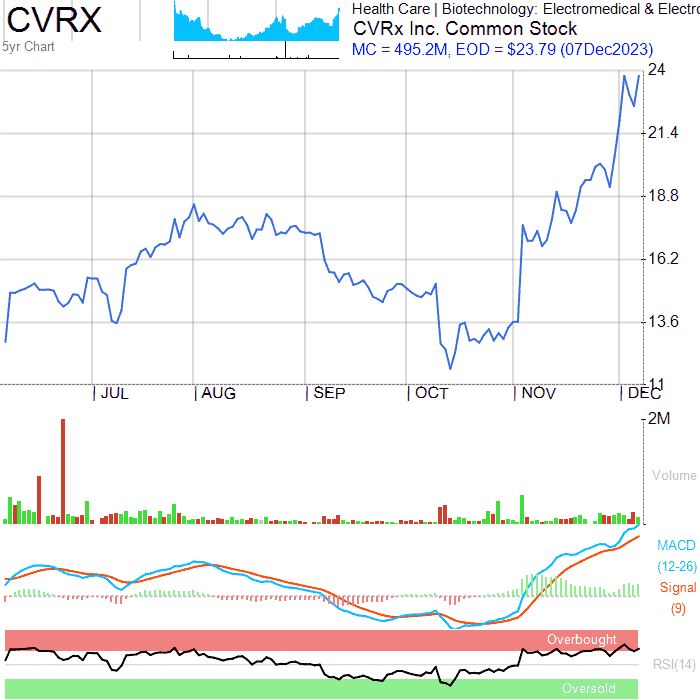 CVRX
5yr Chart
Health Care | Biotechnology: Electromedical & Electro
CVRx Inc. Common Stock
MC = 495.2M, EOD = $23.79 (07Dec2023)
24
21.4
18.8
16.2
13.6
11
JUL AUG SEP OCT NOV DEC
2M
Volume
MACD
(12-26)
Signal
(9)
Overbought
RSI(14)
Oversold